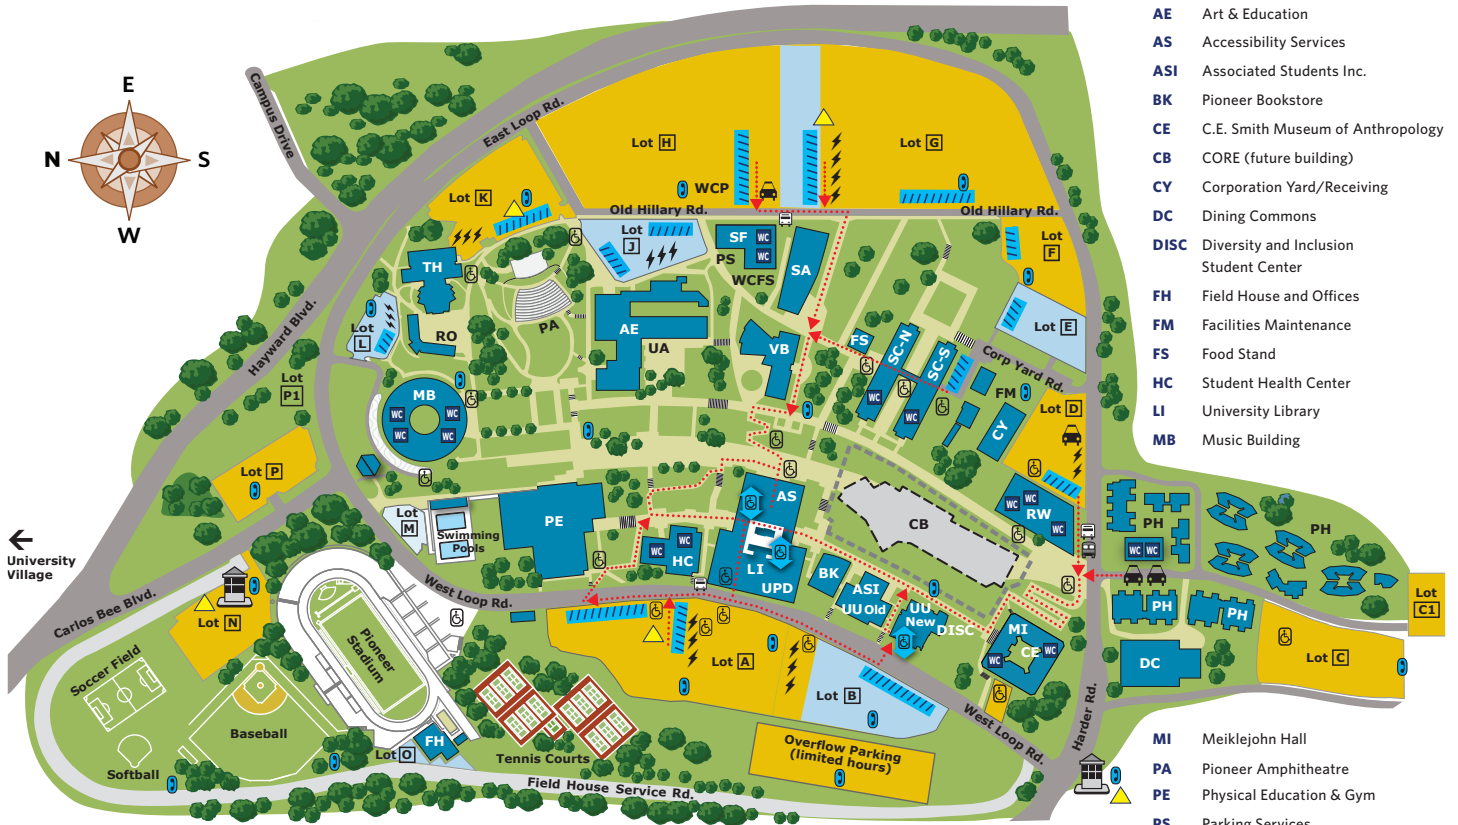 E
N
S
W
Campus Drive
East Loop Rd.
Hayward Blvd.
Lot H
Lot G
Lot K
WCP
Old Hillary Rd.
Old Hillary Rd.
Lot
J
Lot
F
SF
WC
PS
WC
WCFS
SA
TH
Lot
L
RO
PA
AE
UA
VB
FS
SC-N
SC-S
Lot E
Corp Yard Rd.
FM
Lot
P1
MB
WC
WC
WC
WC
WC
WC
CY
Lot D
Lot P
Lot
M
Swimming
Pools
PE
AS
CB
WC
WC
RW
WC
PH
PH
WC
WC
University
Village
WC
WC
HC
LI
UPD
BK
ASI
UU Old
UU
New
DISC
MI
WC
CE
WC
PH
PH
Lot
C1
Carlos Bee Blvd.
West Loop Rd.
Lot N
Pioneer
Stadium
Soccer Field
Lot A
Lot B
DC
Lot C
Baseball
Softball
FH
Lot O
Tennis Courts
Overflow Parking
(limited hours)
West Loop Rd.
Harder Rd.
Field House Service Rd.
AE Art & Education
AS Accessibility Services
ASI Associated Students Inc.
BK Pioneer Bookstore
CE C.E. Smith Museum of Anthropology
CB CORE (future building)
CY Corporation Yard/Receiving
DC Dining Commons
DISC Diversity and Inclusion
Student Center
FH Field House and Offices
FM Facilities Maintenance
FS Food Stand
HC Student Health Center
LI University Library
MB Music Building
MI Meiklejohn Hall
PA Pioneer Amphitheatre
PE Physical Education & Gym
PS Parking Services